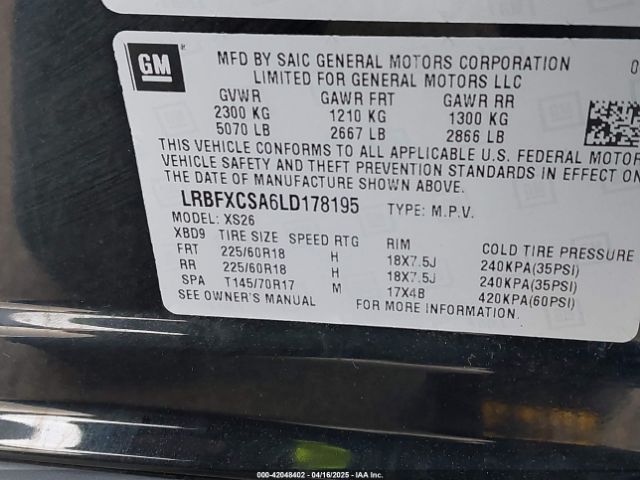 GM
MFD BY SAIC GENERAL MOTORS CORPORATION 0
LIMITED FOR GENERAL MOTORS LLC
GVWR GAWR FRT GAWR RR
2300 KG 1210 KG 1300 KG
5070 LB 2667 LB 2866 LB
THIS VEHICLE CONFORMS TO ALL APPLICABLE U.S. FEDERAL MOTOR
VEHICLE SAFETY AND THEFT PREVENTION STANDARDS IN EFFECT ON
THE DATE OF MANUFACTURE SHOWN ABOVE.
LRBFXCSA6LD178195 TYPE: M.P.V.
MODEL: XS26
XBD9 TIRE SIZE SPEED RTG RIM COLD TIRE PRESSURE
FRT 225/60R18 H 18X7.5J 240KPA(35PSI)
RR 225/60R18 H 18X7.5J 240KPA(35PSI)
SPA T145/70R17 M 17X4B 420KPA(60PSI)
SEE OWNER'S MANUAL FOR MORE INFORMATION.
000-42048402 - 04/16/2025 - IAAI.COM